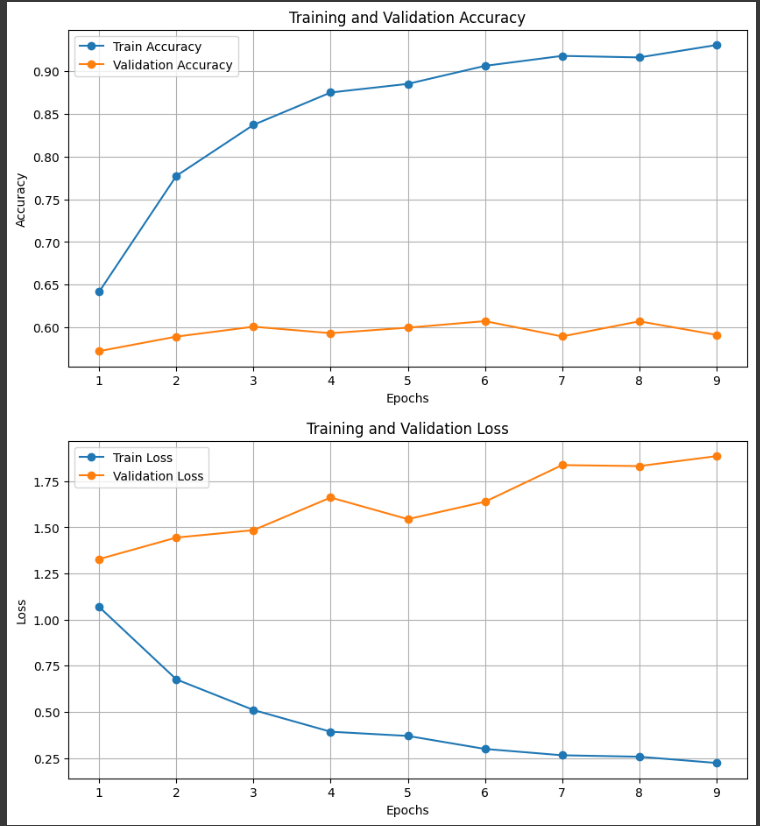 Training and Validation Accuracy
Train Accuracy
Validation Accuracy
0.90
0.85
0.80
0.75
0.70
0.65
0.60
Accuracy
1 2 3 4 5 6 7 8 9
Epochs
Training and Validation Loss
Train Loss
Validation Loss
1.75
1.50
1.25
1.00
0.75
0.50
0.25
Loss
1 2 3 4 5 6 7 8 9
Epochs